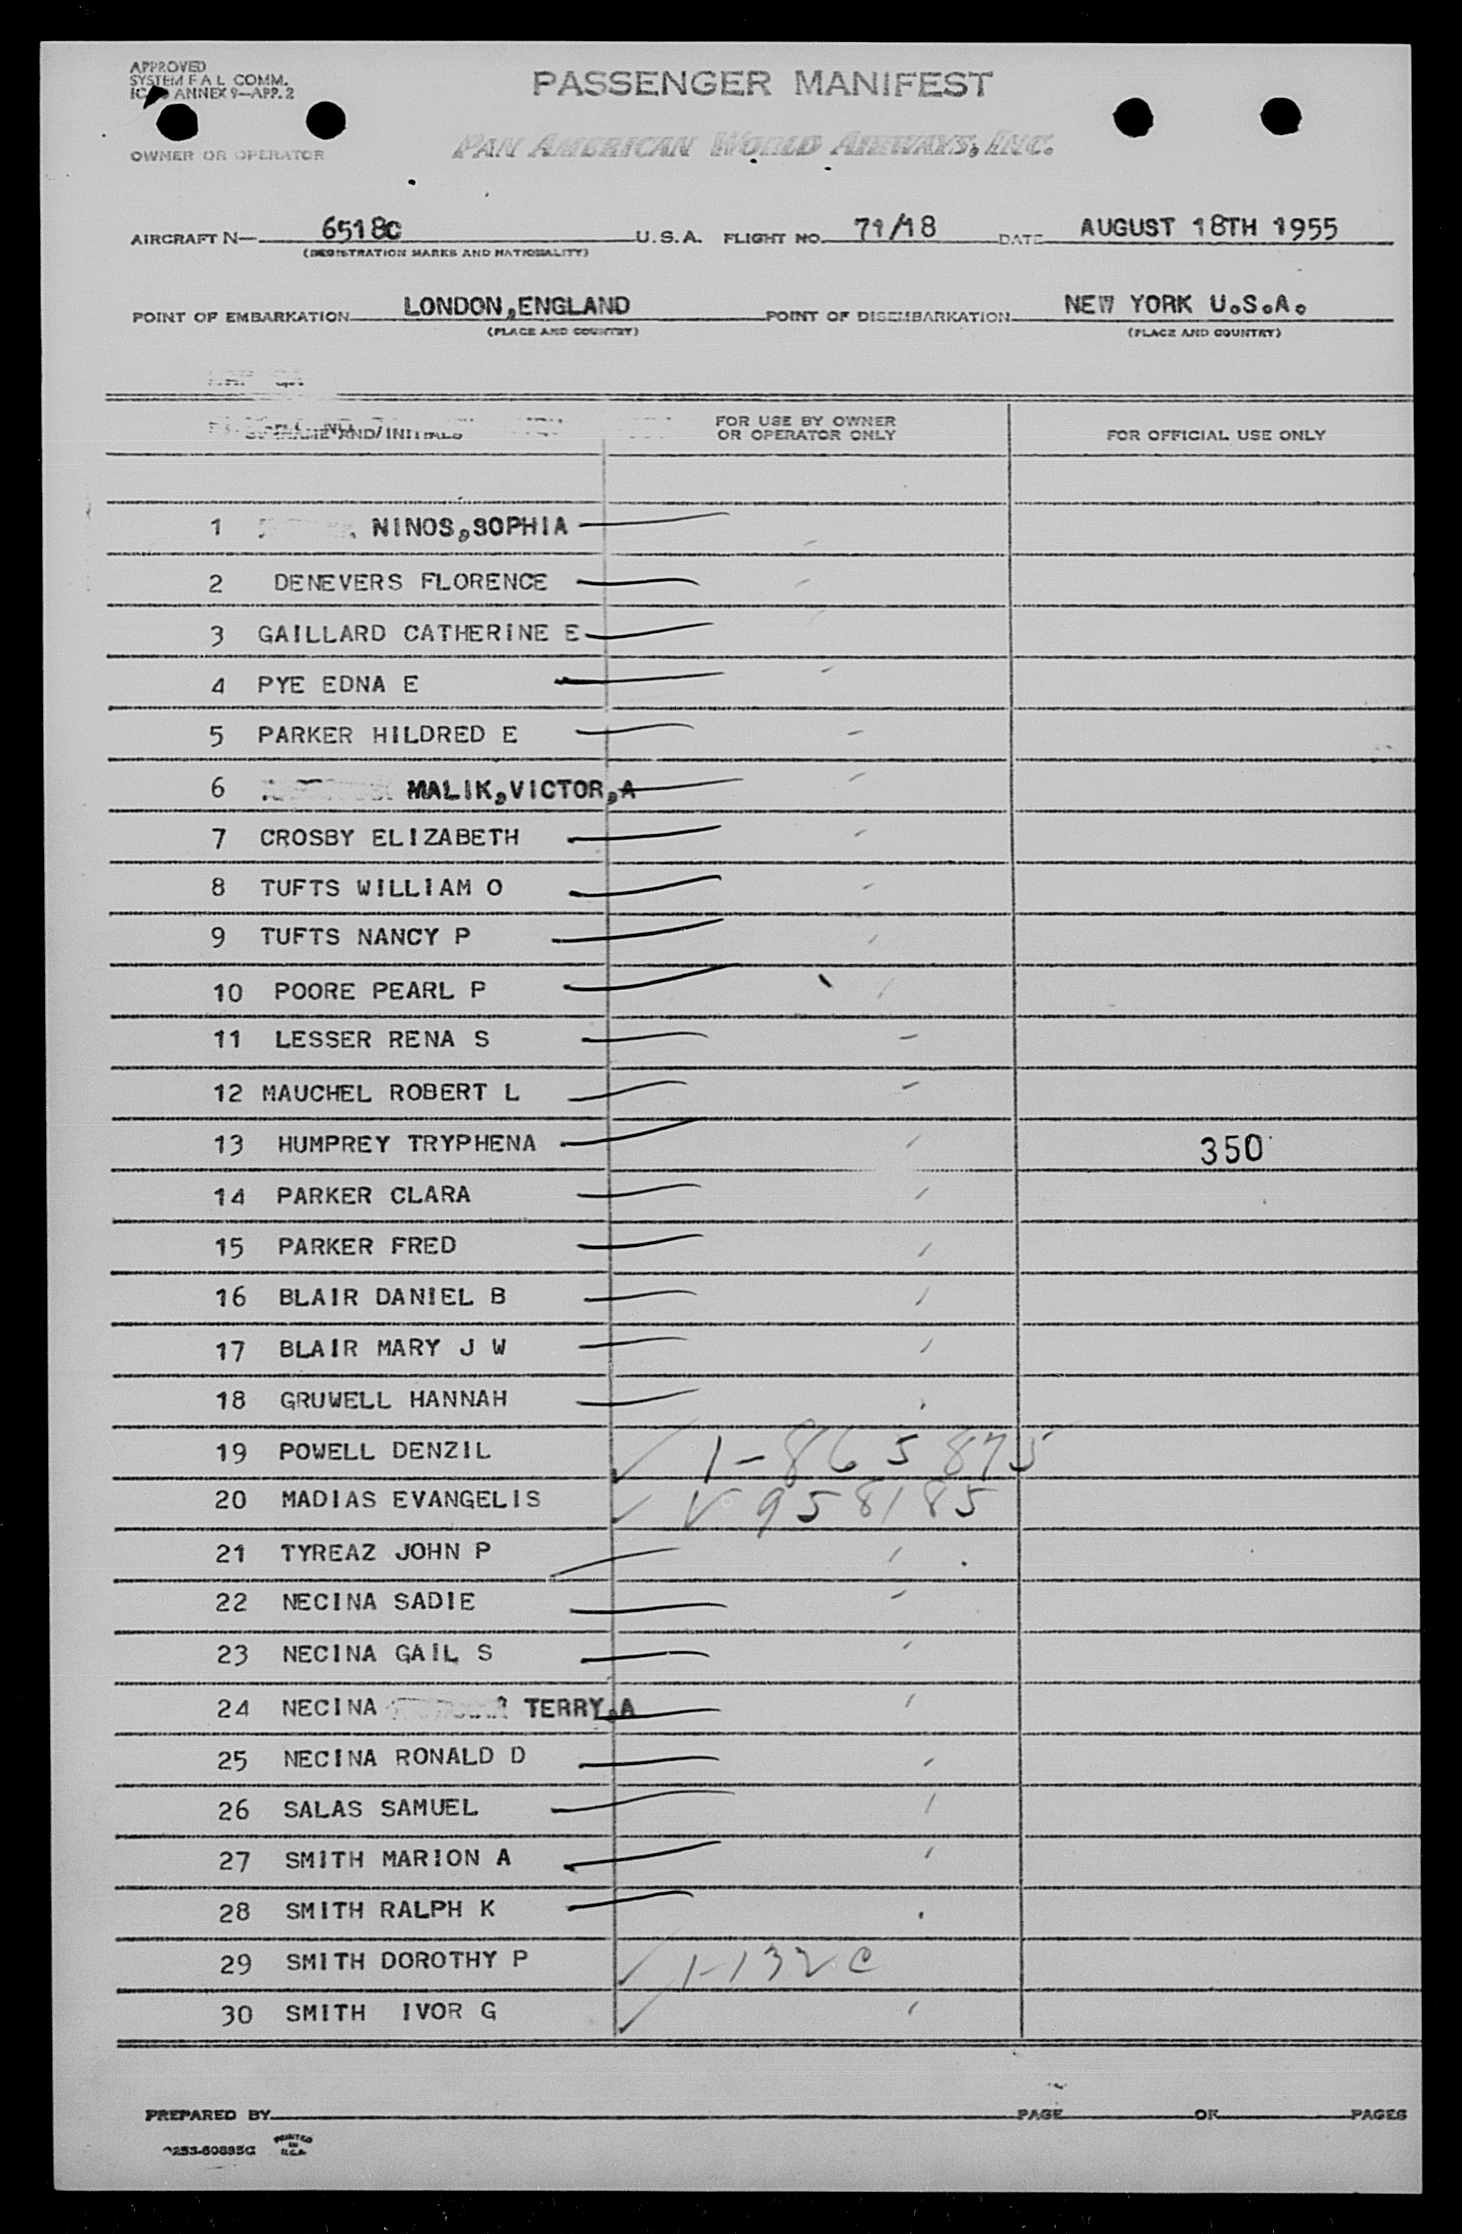 APPROVED
SYSTEM F A L COMM.
ANNEX 9—APP. 2
PASSENGER MANIFEST
OWNER OR OPERATOR
PAN AMERICAN WORLD AIRWAYS, INC.
AIRCRAFT N— 6518C U.S.A. FLIGHT NO. 71/18 DATE AUGUST 18TH 1955
(REGISTRATION MARKS AND NATIONALITY)
POINT OF EMBARKATION LONDON,ENGLAND POINT OF DISEMBARKATION NEW YORK U.S.A.
(PLACE AND COUNTRY) (PLACE AND COUNTRY)
AND INITIALS FOR USE BY OWNER
OR OPERATOR ONLY FOR OFFICIAL USE ONLY
1 NINOS,SOPHIA
2 DENEVERS FLORENCE
3 GAILLARD CATHERINE E
4 PYE EDNA E
5 PARKER HILDRED E
6 MALIK,VICTOR,A
7 CROSBY ELIZABETH
8 TUFTS WILLIAM O
9 TUFTS NANCY P
10 POORE PEARL P
11 LESSER RENA S
12 MAUCHEL ROBERT L
13 HUMPREY TRYPHENA 350
14 PARKER CLARA
15 PARKER FRED
16 BLAIR DANIEL B
17 BLAIR MARY J W
18 GRUWELL HANNAH
19 POWELL DENZIL ✓ 1-865875
20 MADIAS EVANGELIS ✓ V 958185
21 TYREAZ JOHN P
22 NECINA SADIE
23 NECINA GAIL S
24 NECINA TERRY,A
25 NECINA RONALD D
26 SALAS SAMUEL
27 SMITH MARION A
28 SMITH RALPH K
29 SMITH DOROTHY P ✓ 1-132 C
30 SMITH IVOR G ✓
PREPARED BY PAGE OF PAGES
PRINTED
IN
U.S.A.